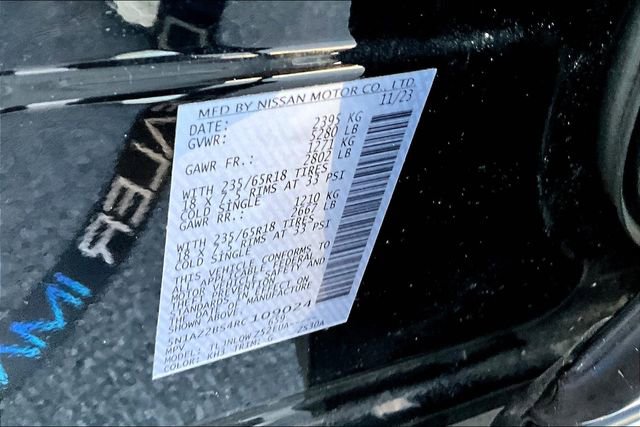 MFD BY NISSAN MOTOR CO., LTD.
DATE: 11/23
GVWR: 2395 KG
5280 LB
GAWR FR.: 1271 KG
2802 LB
WITH 235/65R18 TIRES
18 X 7.5 RIMS AT 33 PSI
COLD SINGLE
GAWR RR.: 1210 KG
2667 LB
WITH 235/65R18 TIRES
18 X 7.5 RIMS AT 33 PSI
COLD SINGLE
THIS VEHICLE CONFORMS TO
ALL APPLICABLE FEDERAL
MOTOR VEHICLE SAFETY AND
THEFT PREVENTION
STANDARDS IN EFFECT
ON THE DATE OF MANUFACTURE
SHOWN ABOVE
5N1AZ2BS4RC109024
MPV
MODEL: TLJNLOWZ52EUA-ZS30A
COLOR: KH3 TRIM: G